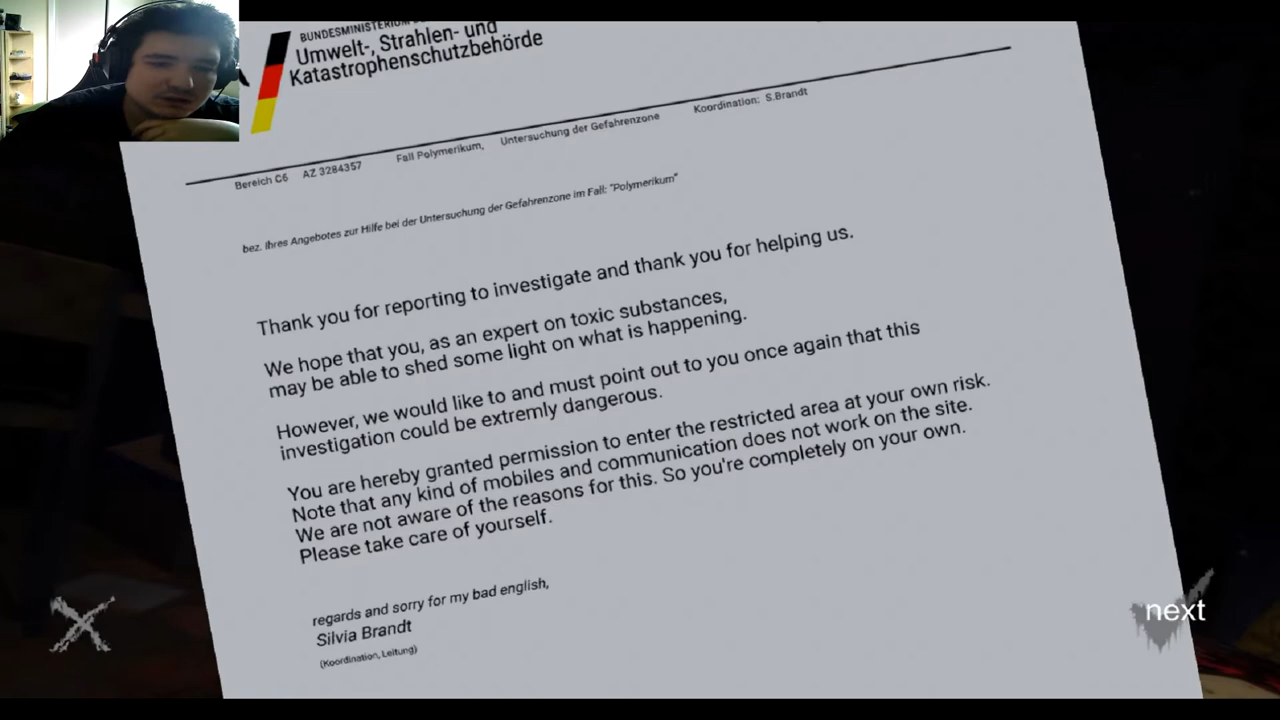 BUNDESMINISTERIUM
Umwelt-, Strahlen- und
Katastrophenschutzbehörde
Bereich C6 AZ 3284357 Fall Polymerikum, Untersuchung der Gefahrenzone Koordination: S.Brandt
bez. Ihres Angebotes zur Hilfe bei der Untersuchung der Gefahrenzone im Fall: "Polymerikum"
Thank you for reporting to investigate and thank you for helping us.
We hope that you, as an expert on toxic substances,
may be able to shed some light on what is happening.
However, we would like to and must point out to you once again that this
investigation could be extremely dangerous.
You are hereby granted permission to enter the restricted area at your own risk.
Note that any kind of mobiles and communication does not work on the site.
We are not aware of the reasons for this. So you're completely on your own.
Please take care of yourself.
regards and sorry for my bad english,
Silvia Brandt
(Koordination, Leitung)
next